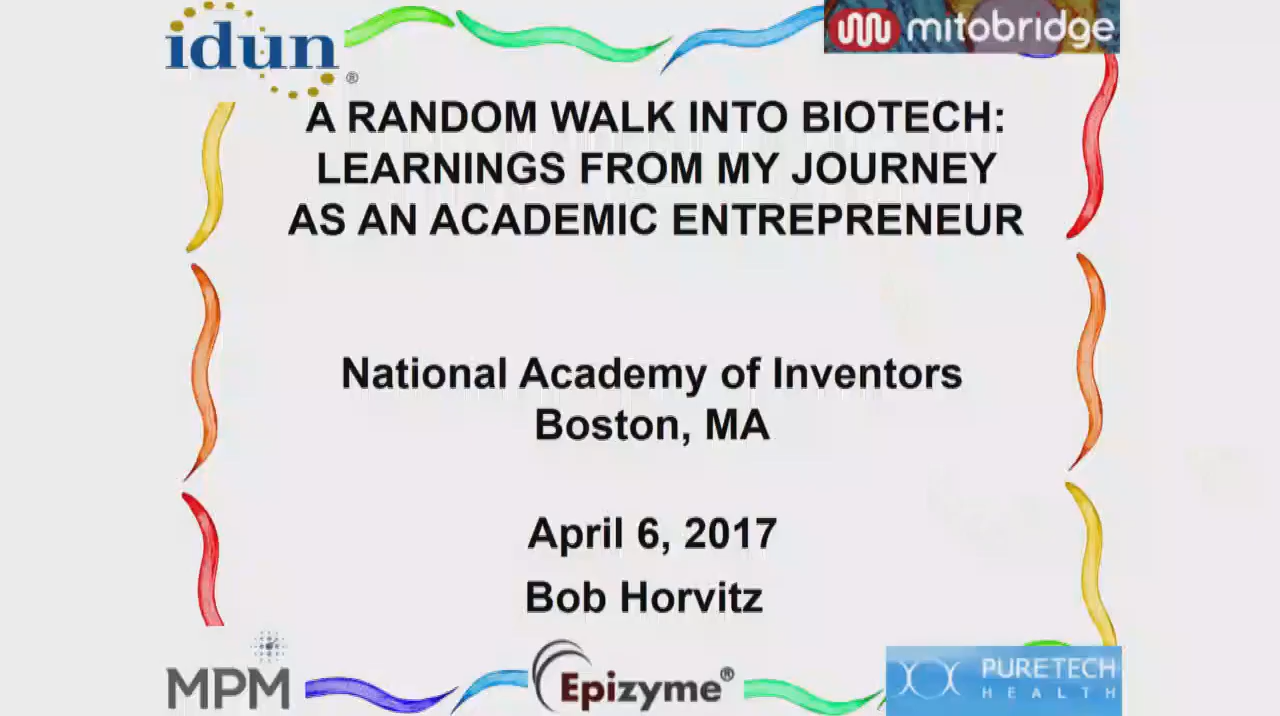 idun®
mitobridge
A RANDOM WALK INTO BIOTECH:
LEARNINGS FROM MY JOURNEY
AS AN ACADEMIC ENTREPRENEUR
National Academy of Inventors
Boston, MA
April 6, 2017
Bob Horvitz
MPM
Epizyme®
PURETECH
HEALTH